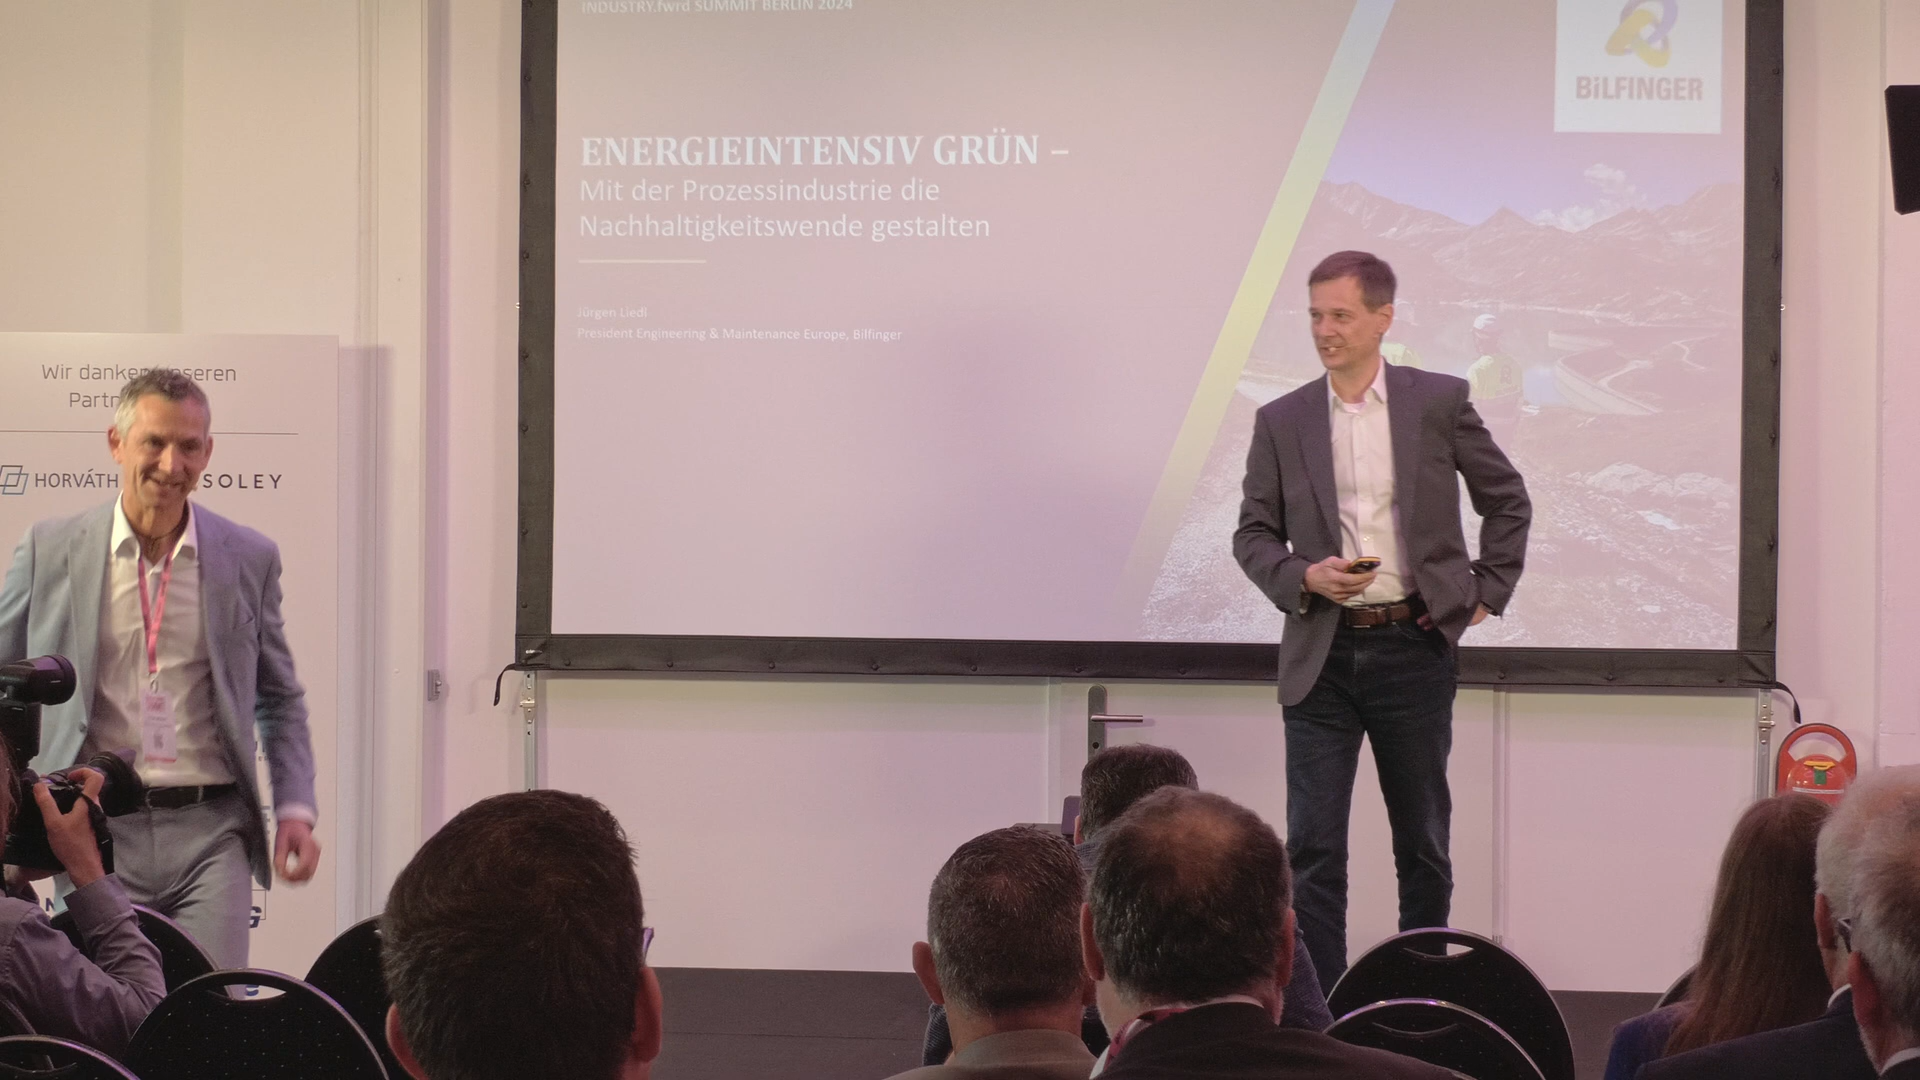 INDUSTRY.fwrd SUMMIT BERLIN 2024
BiLFINGER
ENERGIEINTENSIV GRÜN –
Mit der Prozessindustrie die
Nachhaltigkeitswende gestalten
Jürgen Liedl
President Engineering & Maintenance Europe, Bilfinger
Wir danken unseren
HORVÁTH SOLEY